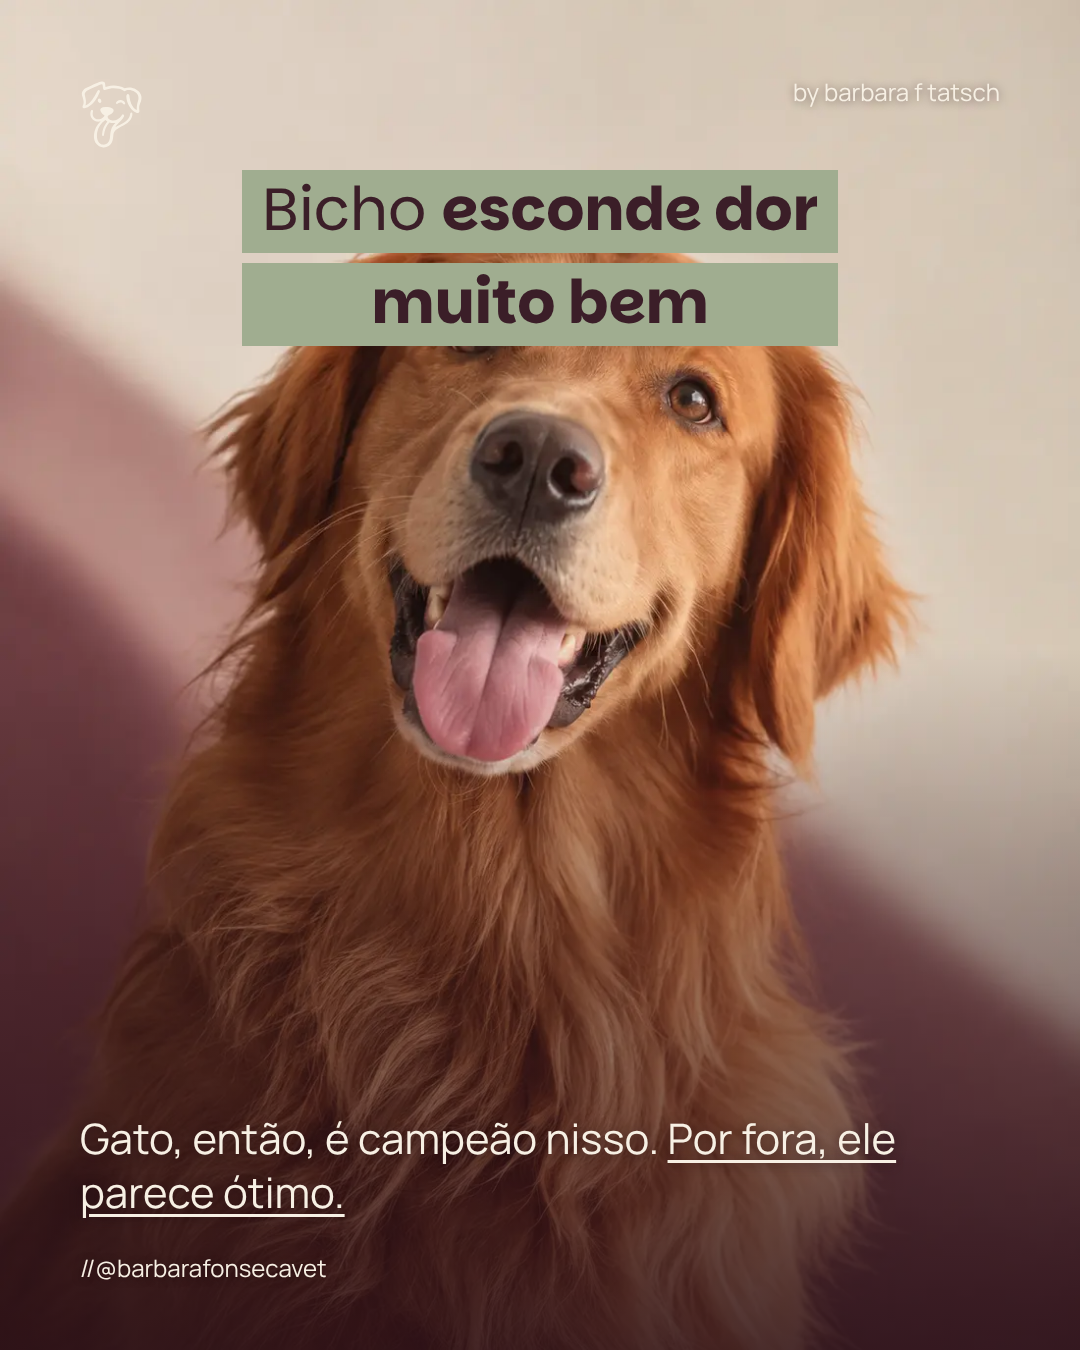 by barbara f tatsch
Bicho esconde dor
muito bem
Gato, então, é campeão nisso. Por fora, ele
parece ótimo.
//@barbarafonsecavet